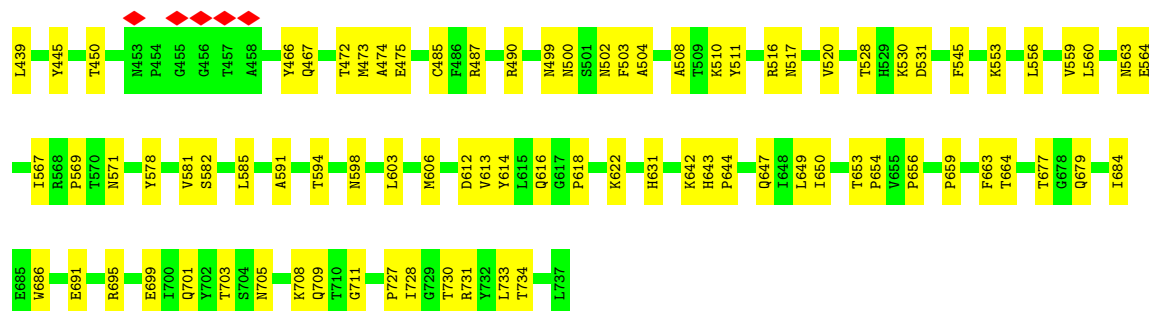 L439 Y445 T450 N453 P454 G455 G456 T457 A458 Y466 Q467 T472 M473 A474 E475 C485 F486 R487 R490 N499 N500 S501 N502 F503 A504 A508 T509 K510 Y511 R516 N517 V520 T528 H529 K530 D531 F545 K553 L556 V559 L560 N563 E564
I567 R568 P569 T570 N571 Y578 V581 S582 L585 A591 T594 N598 L603 M606 D612 V613 Y614 L615 Q616 G617 P618 K622 H631 K642 H643 P644 Q647 I648 L649 I650 T653 P654 V655 P656 P659 F663 T664 T677 G678 Q679 I684
E685 W686 E691 R695 E699 I700 Q701 Y702 T703 S704 N705 K708 Q709 T710 G711 P727 I728 G729 T730 R731 Y732 L733 T734 L737